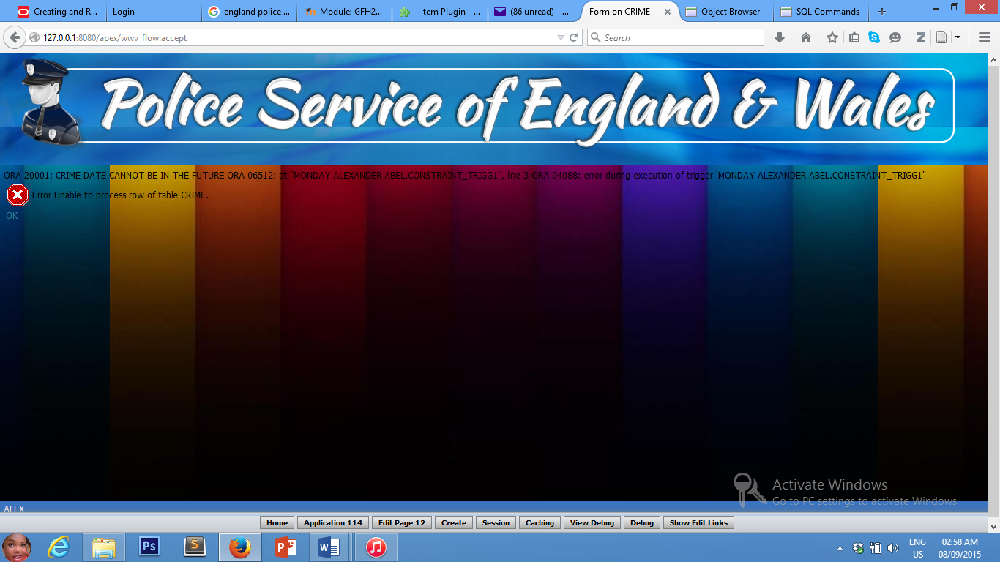 Creating and R...
Login
england police ...
Module: GFH2...
- Item Plugin - ...
(86 unread) - ...
Form on CRIME
Object Browser
SQL Commands
127.0.0.1:8080/apex/wwv_flow.accept
Search
Police Service of England & Wales
ORA-20001: CRIME DATE CANNOT BE IN THE FUTURE ORA-06512: at "MONDAY ALEXANDER ABEL.CONSTRAINT_TRIGG1", line 3 ORA-04088: error during execution of trigger 'MONDAY ALEXANDER ABEL.CONSTRAINT_TRIGG1'
Error Unable to process row of table CRIME.
OK
Activate Windows
Go to PC settings to activate Windows.
ALEX
Home
Application 114
Edit Page 12
Create
Session
Caching
View Debug
Debug
Show Edit Links
ENG
US
02:58 AM
08/09/2015